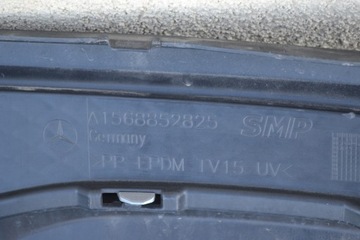 A1568852825 SMP
Germany
>PP-EPDM TV15 UV<